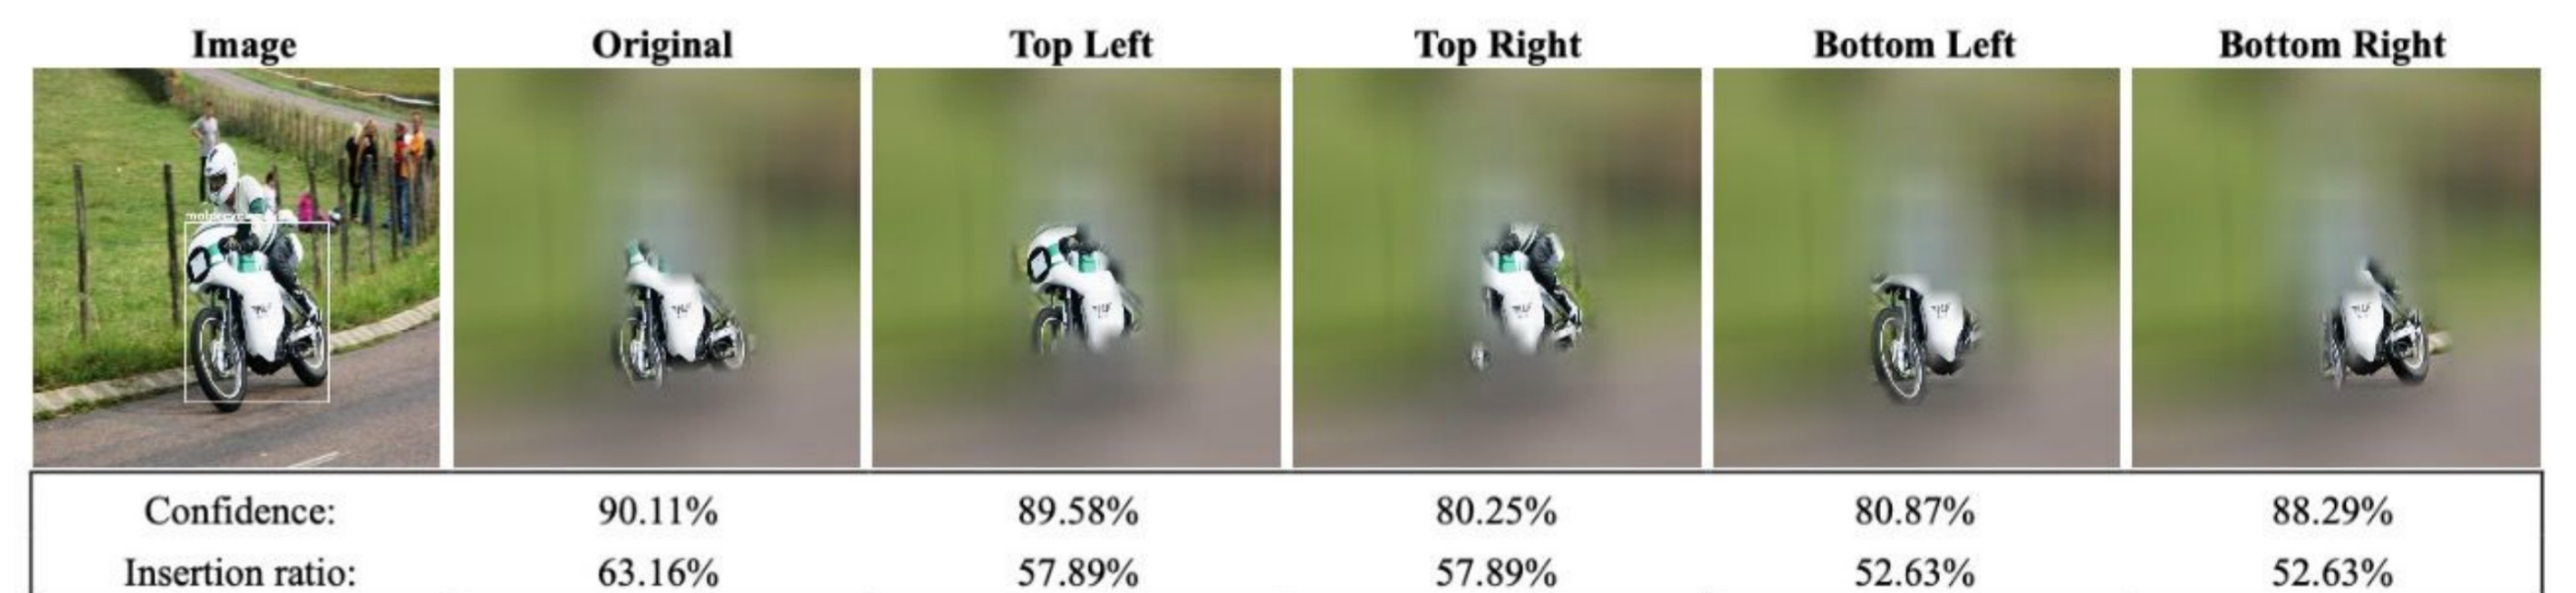 Image Original Top Left Top Right Bottom Left Bottom Right
Confidence: 90.11% 89.58% 80.25% 80.87% 88.29%
Insertion ratio: 63.16% 57.89% 57.89% 52.63% 52.63%